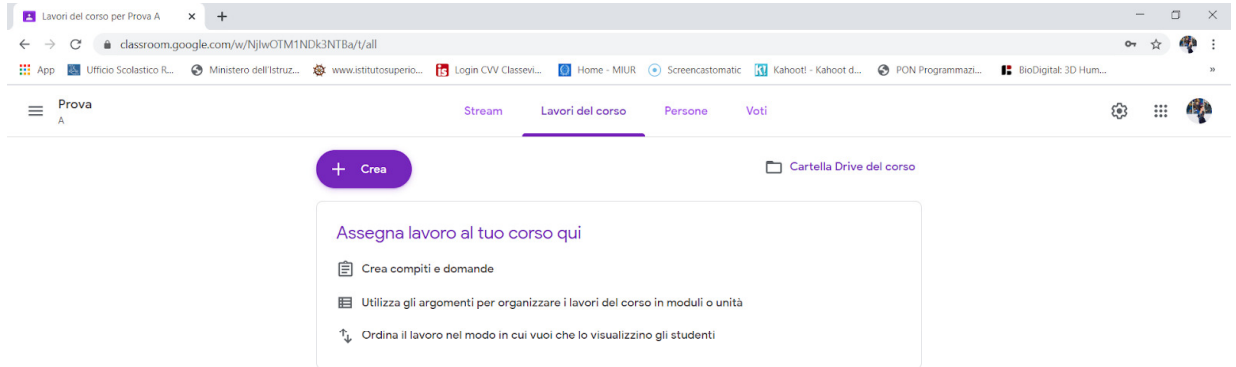 Lavori del corso per Prova A
classroom.google.com/w/NjIwOTM1NDk3NTBa/t/all
App Ufficio Scolastico R... Ministero dell'Istruz... www.istitutosuperio... Login CVV Classevi... Home - MIUR Screencastomatic Kahoot! - Kahoot d... PON Programmazi... BioDigital: 3D Hum... »
Prova
A
Stream Lavori del corso Persone Voti
+ Crea
Cartella Drive del corso
Assegna lavoro al tuo corso qui
Crea compiti e domande
Utilizza gli argomenti per organizzare i lavori del corso in moduli o unità
Ordina il lavoro nel modo in cui vuoi che lo visualizzino gli studenti